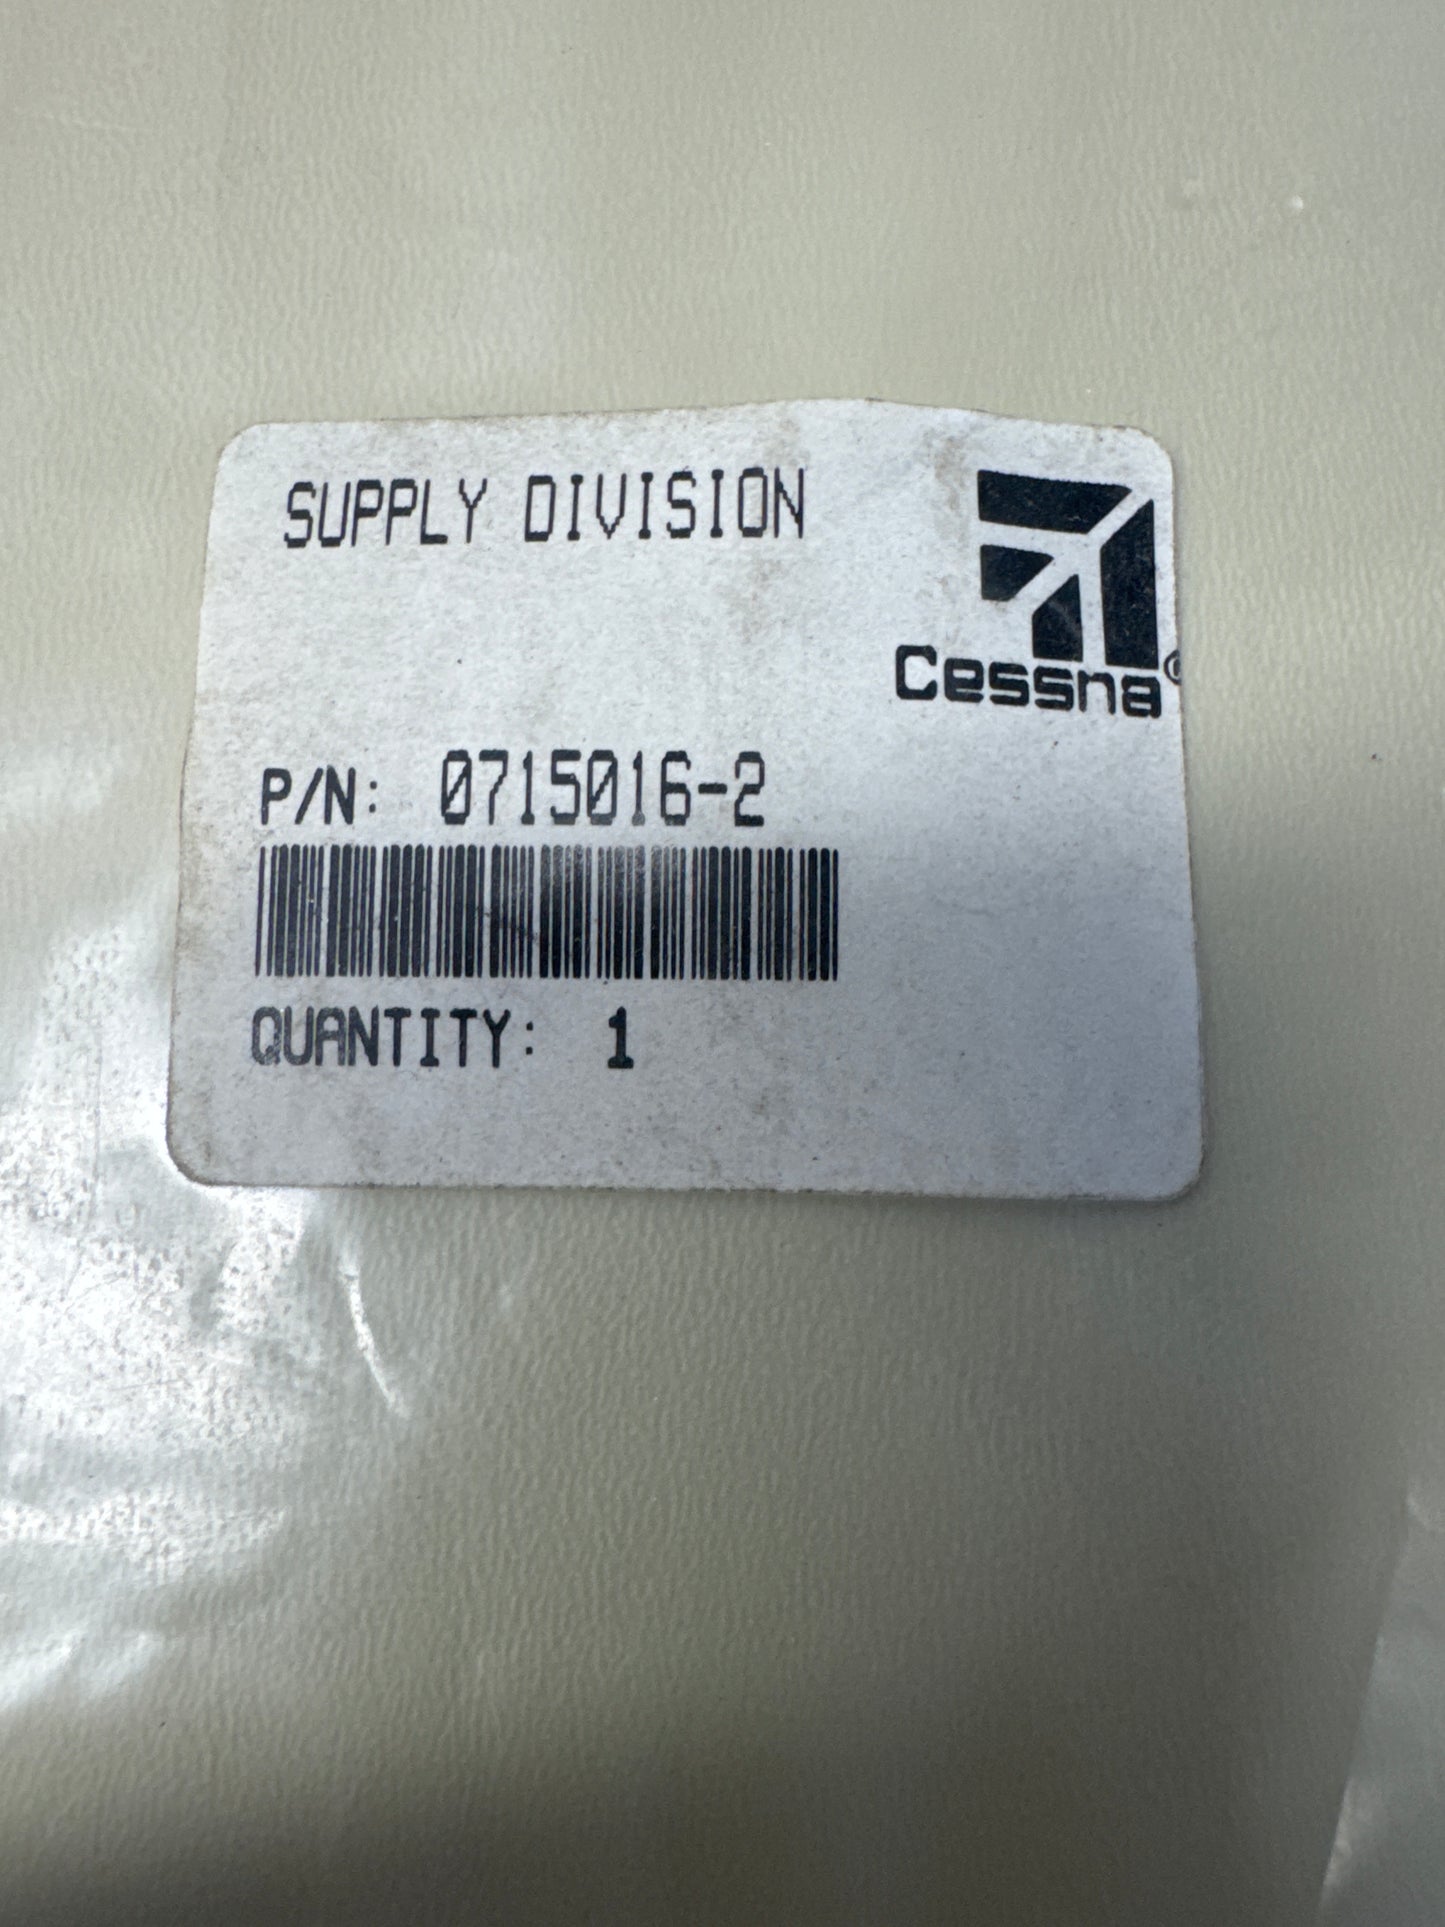 SUPPLY DIVISION
Cessna®
P/N: 0715016-2
QUANTITY: 1